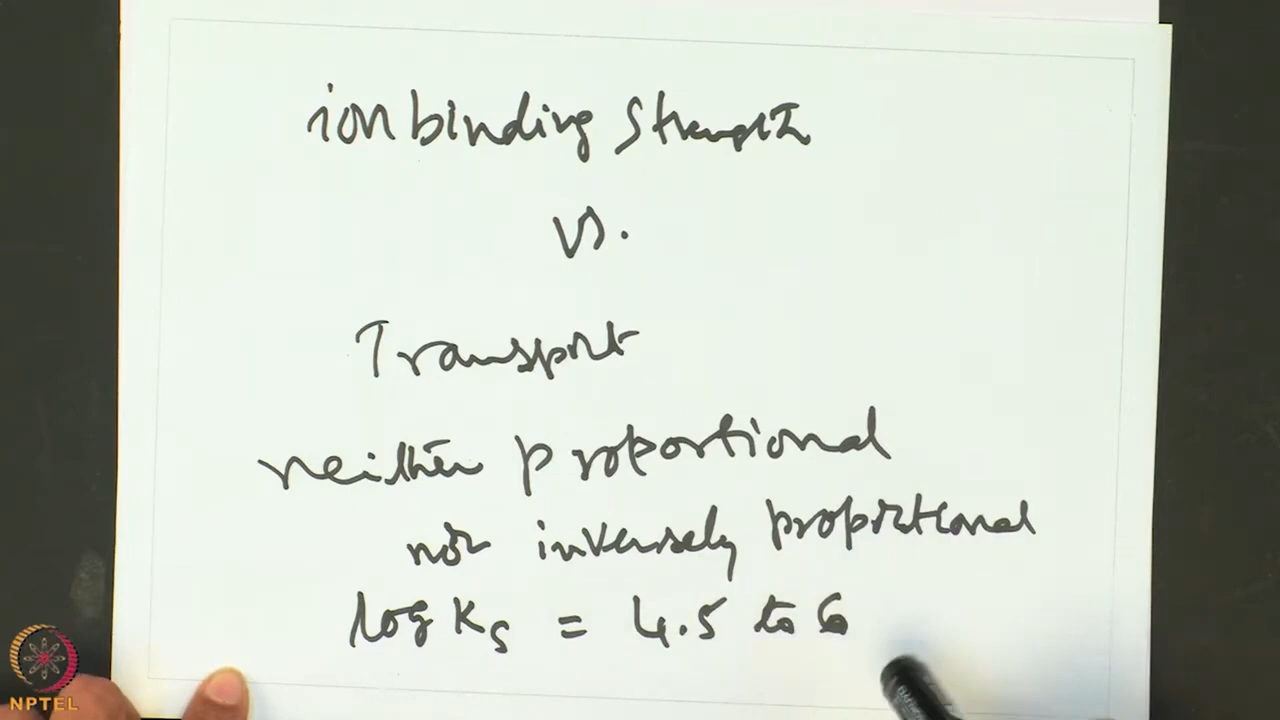 ion binding strength
vs.
Transport
neither proportional
nor inversely proportional
log Ks = 4.5 to 6
NPTEL